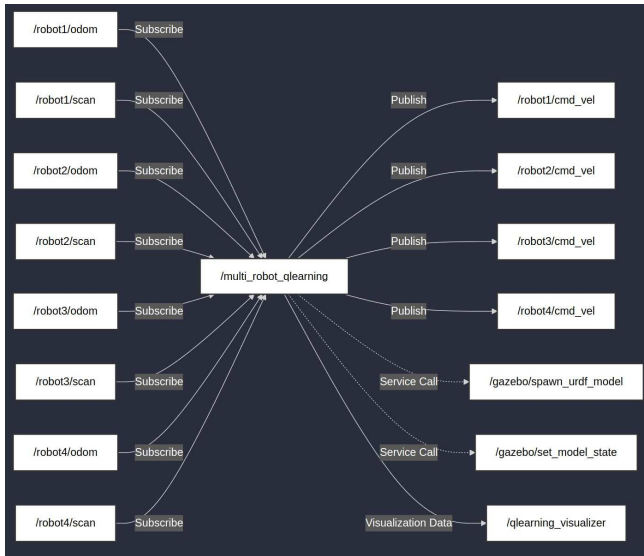 /robot1/odom
Subscribe
/robot1/scan
Subscribe
/robot2/odom
Subscribe
/robot2/scan
Subscribe
/robot3/odom
Subscribe
/robot3/scan
Subscribe
/robot4/odom
Subscribe
/robot4/scan
Subscribe
/multi_robot_qlearning
Publish
/robot1/cmd_vel
Publish
/robot2/cmd_vel
Publish
/robot3/cmd_vel
Publish
/robot4/cmd_vel
Service Call
/gazebo/spawn_urdf_model
Service Call
/gazebo/set_model_state
Visualization Data
/qlearning_visualizer